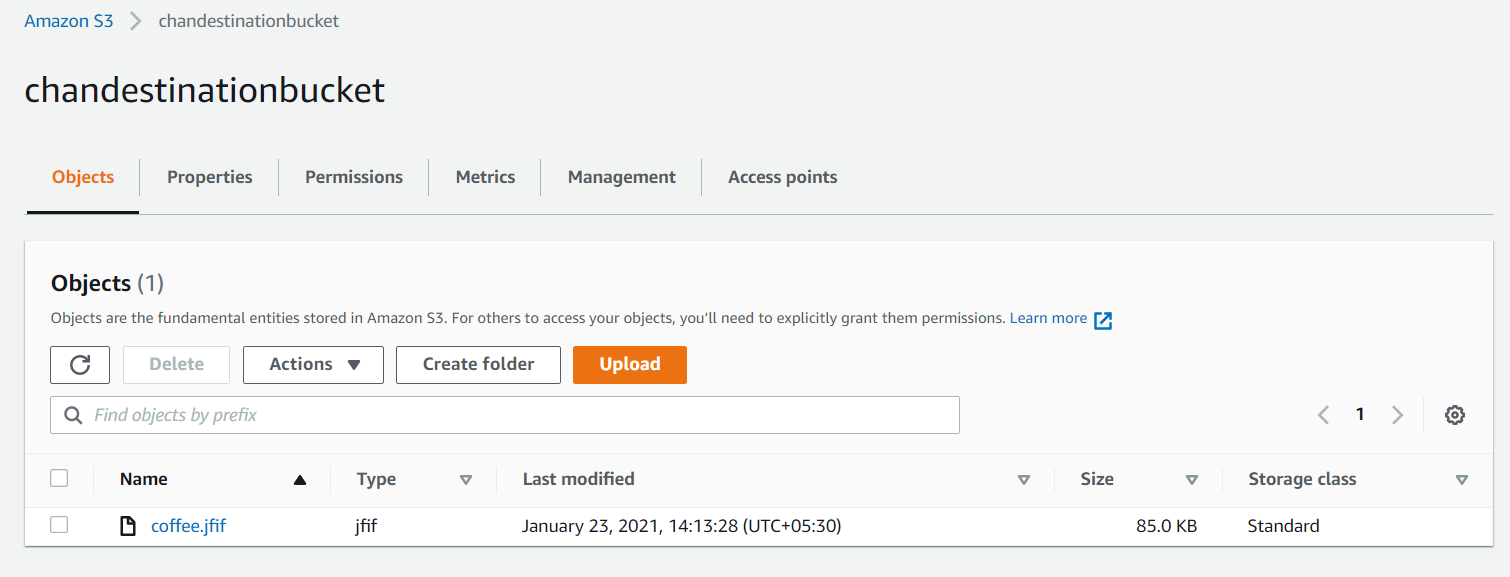 Amazon S3 chandestinationbucket
chandestinationbucket
Objects Properties Permissions Metrics Management Access points
Objects (1)
Objects are the fundamental entities stored in Amazon S3. For others to access your objects, you’ll need to explicitly grant them permissions. Learn more
Delete Actions Create folder Upload
Find objects by prefix 1
Name Type Last modified Size Storage class
coffee.jfif jfif January 23, 2021, 14:13:28 (UTC+05:30) 85.0 KB Standard